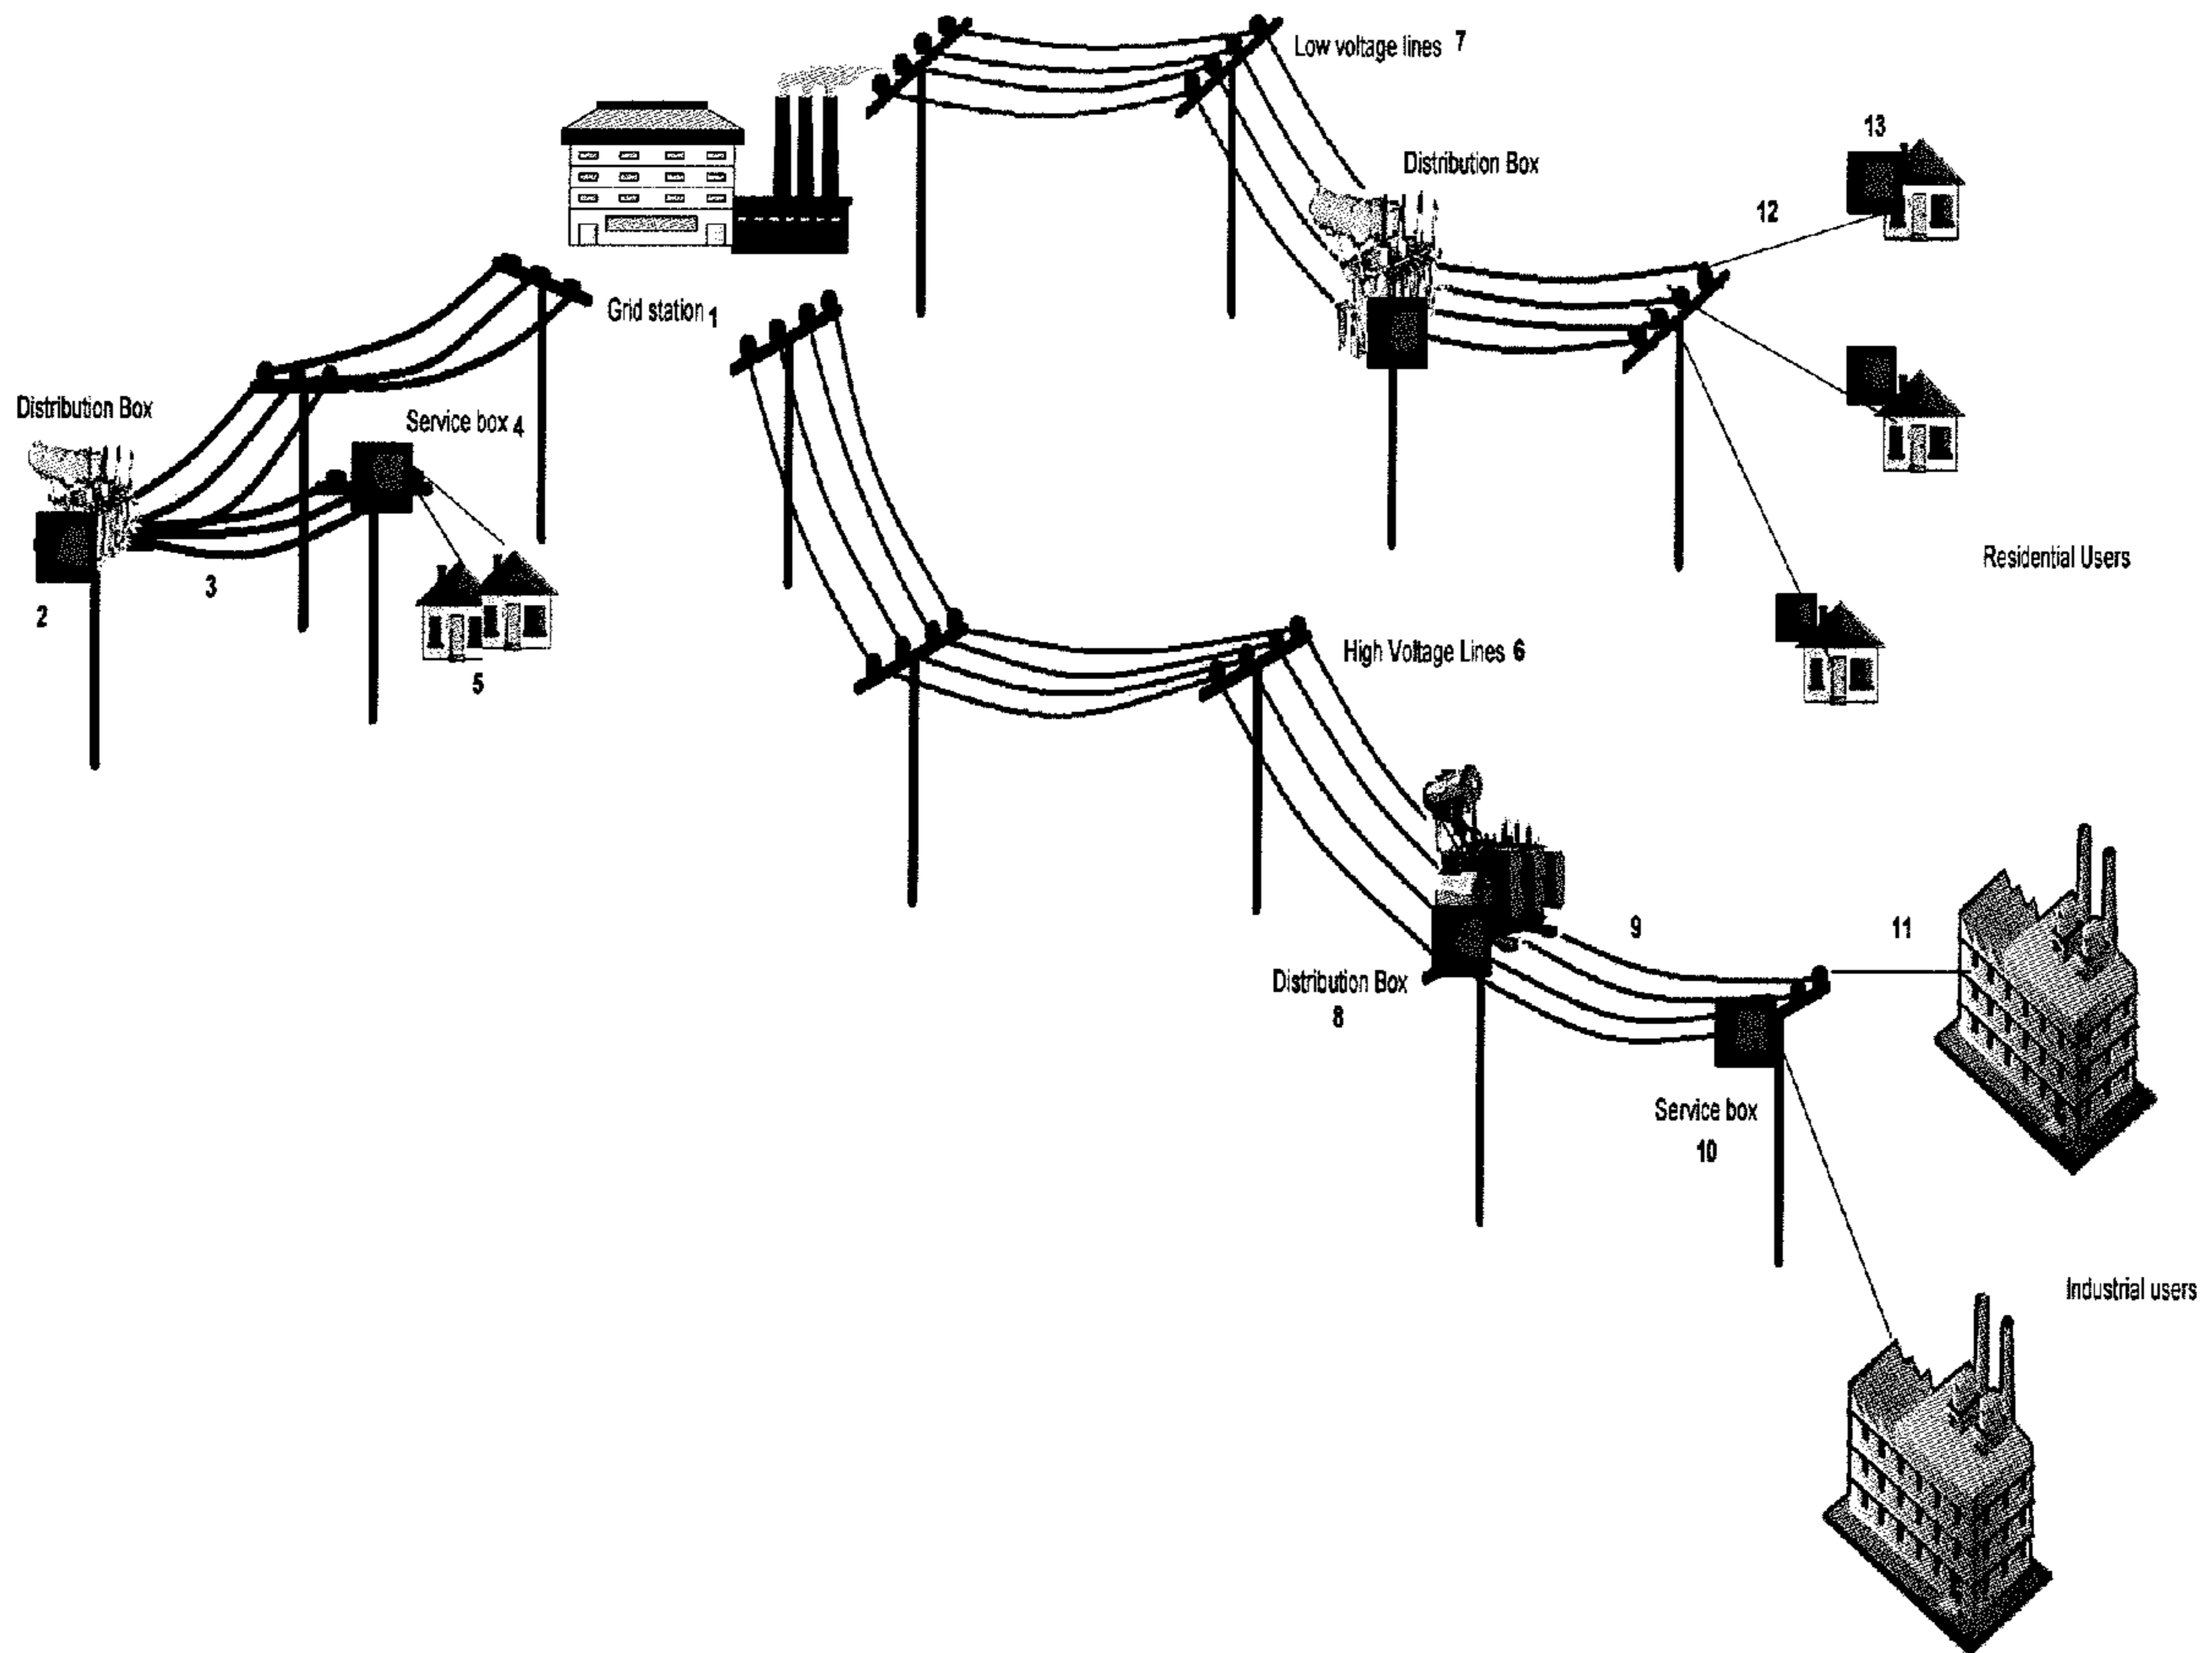 Low voltage lines 7
13
Distribution Box
12
Grid station 1
Distribution Box
Service box 4
Residential Users
3
2
High Voltage Lines 6
5
9
11
Distribution Box
8
Service box
10
Industrial users